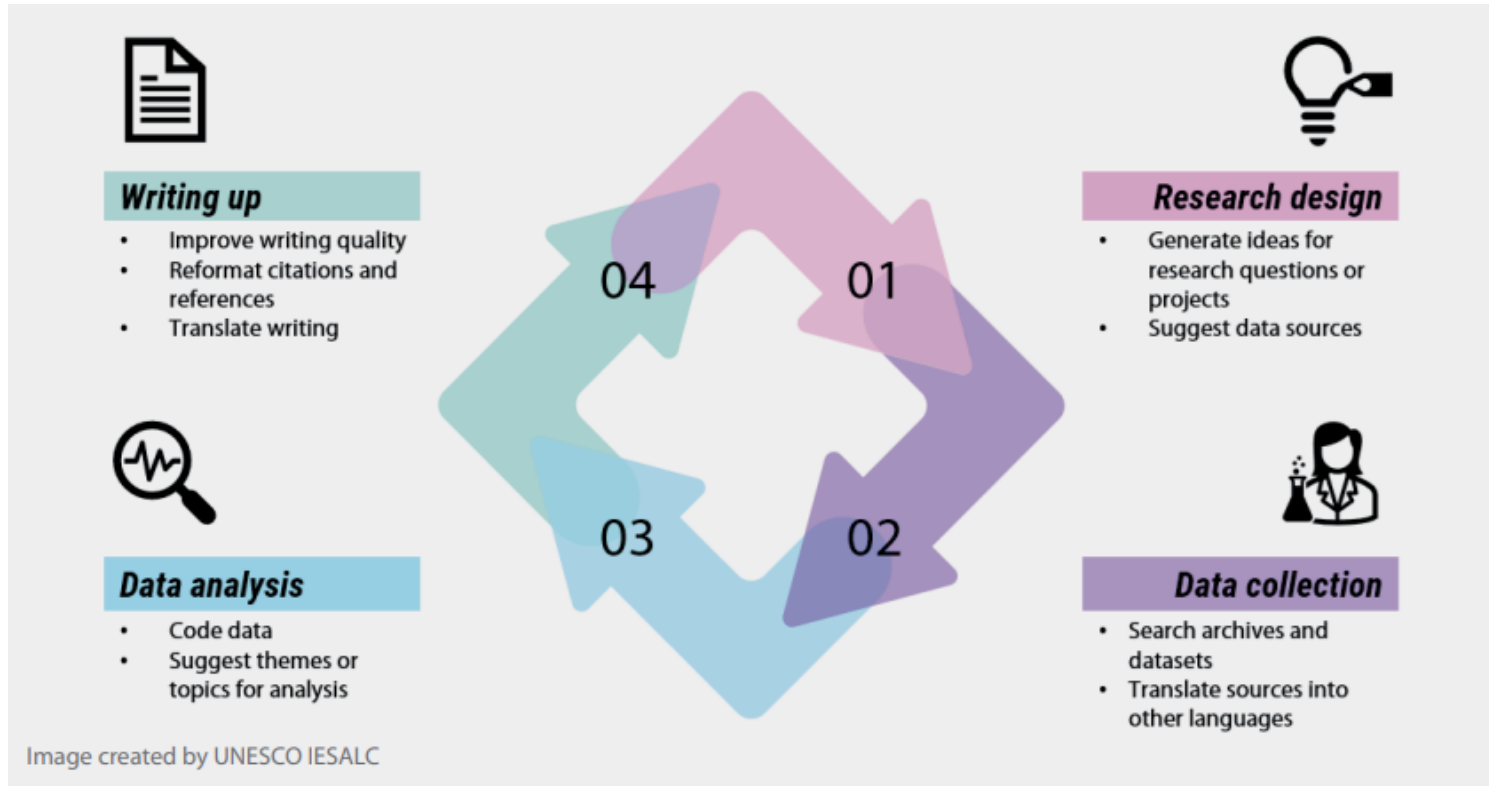 Writing up
• Improve writing quality
• Reformat citations and
references
• Translate writing
Research design
• Generate ideas for
research questions or
projects
• Suggest data sources
04
01
03
02
Data analysis
• Code data
• Suggest themes or
topics for analysis
Data collection
• Search archives and
datasets
• Translate sources into
other languages
Image created by UNESCO IESALC